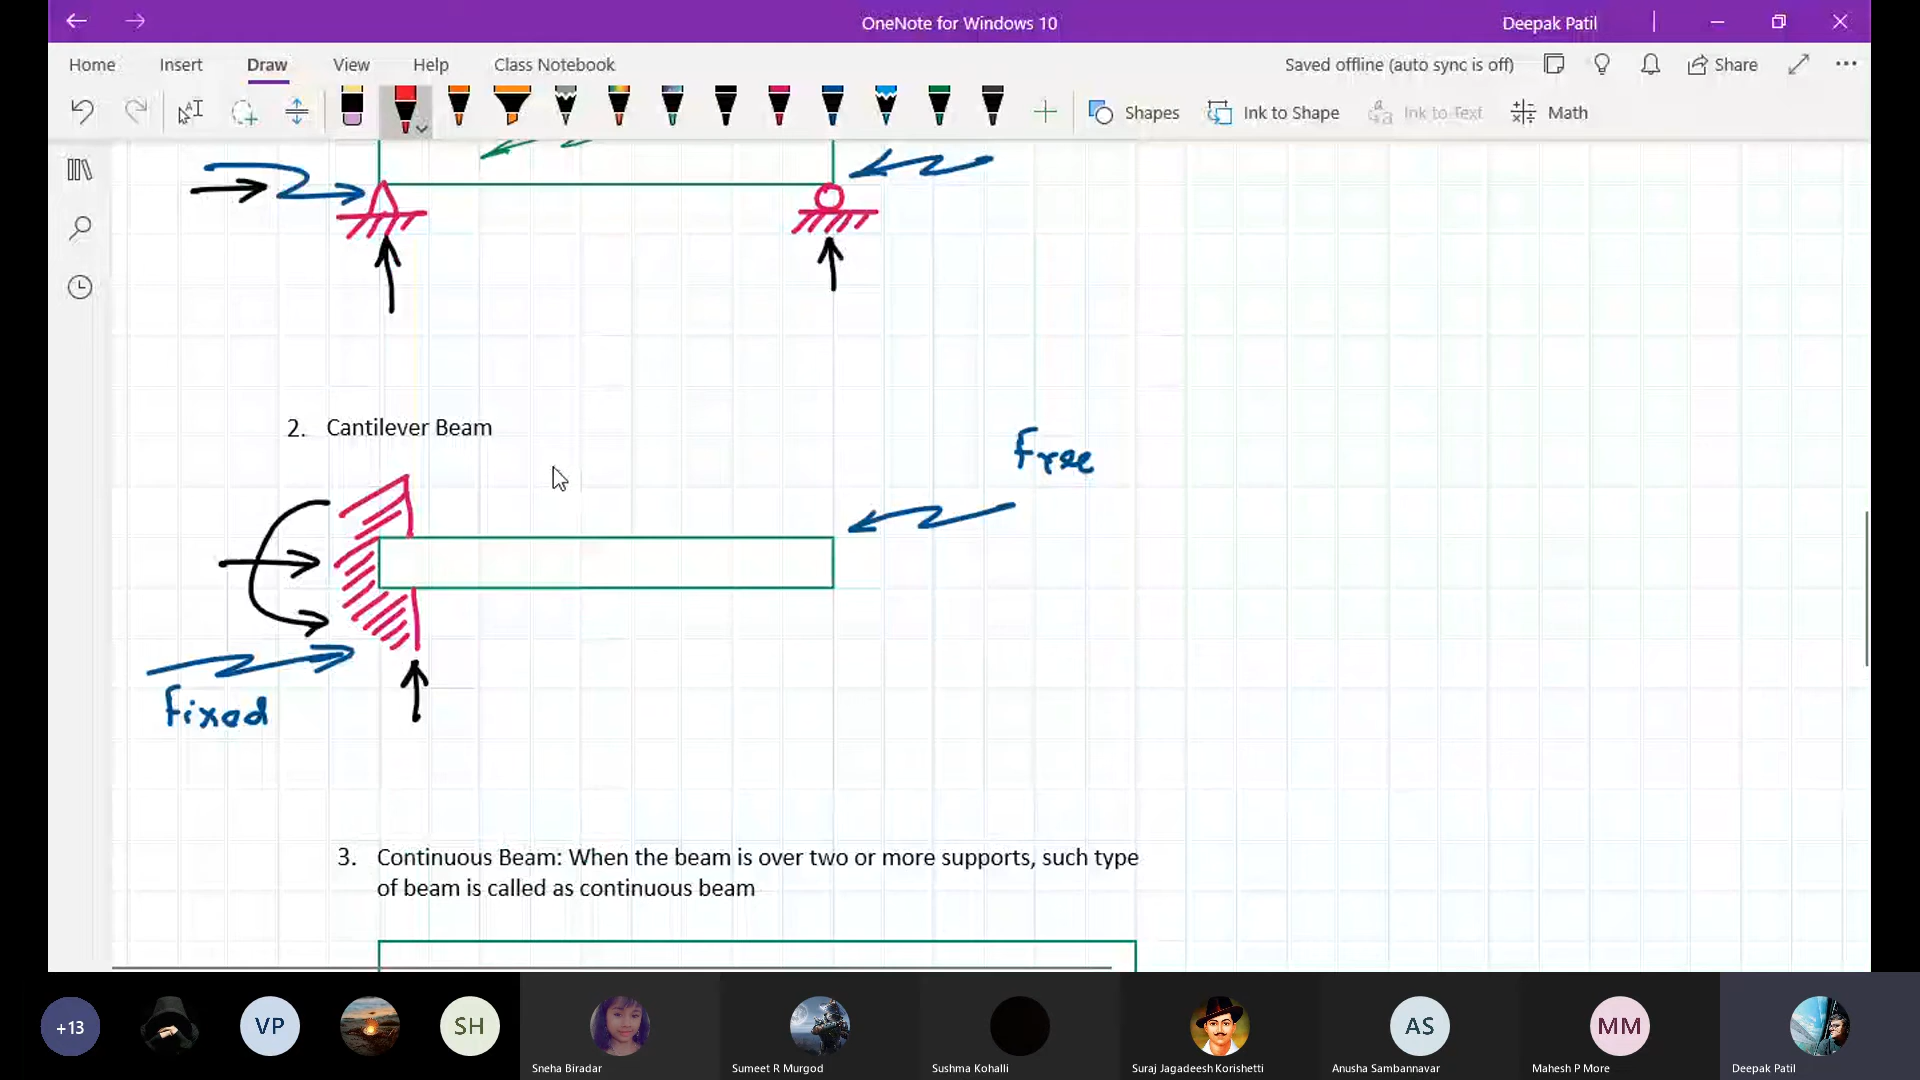 OneNote for Windows 10
Deepak Patil
Home Insert Draw View Help Class Notebook
Saved offline (auto sync is off)
Share
Shapes
Ink to Shape
Ink to Text
Math
2. Cantilever Beam
Free
Fixed
3. Continuous Beam: When the beam is over two or more supports, such type
of beam is called as continuous beam
+13
VP
SH
AS
MM
Sneha Biradar
Sumeet R Murgod
Sushma Kohalli
Suraj Jagadeesh Korishetti
Anusha Sambannavar
Mahesh P More
Deepak Patil